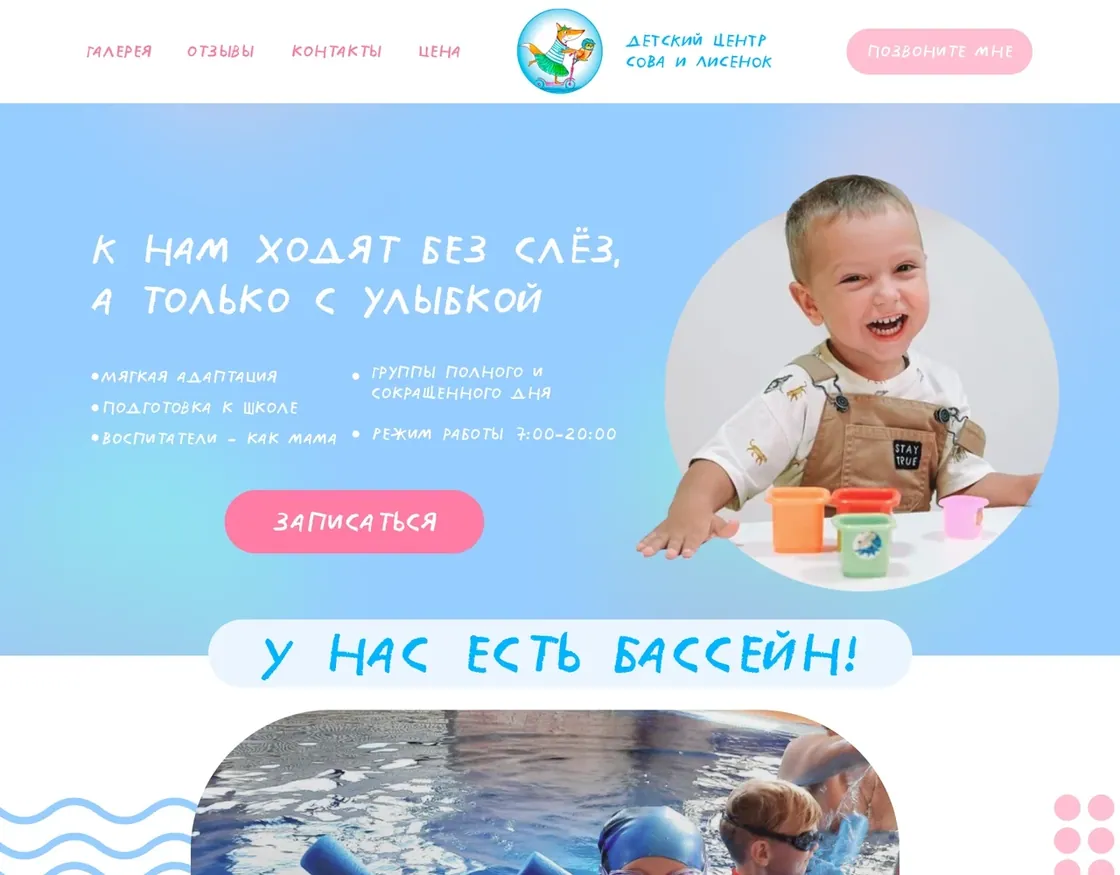 ГАЛЕРЕЯ
ОТЗЫВЫ
КОНТАКТЫ
ЦЕНА
ДЕТСКИЙ ЦЕНТР
СОВА И ЛИСЕНОК
ПОЗВОНИТЕ МНЕ
К НАМ ХОДЯТ БЕЗ СЛЁЗ,
А ТОЛЬКО С УЛЫБКОЙ
•МЯГКАЯ АДАПТАЦИЯ
•ПОДГОТОВКА К ШКОЛЕ
•ВОСПИТАТЕЛИ - КАК МАМА
• ГРУППЫ ПОЛНОГО И
СОКРАЩЕННОГО ДНЯ
• РЕЖИМ РАБОТЫ 7:00-20:00
STAY
TRUE
ЗАПИСАТЬСЯ
У НАС ЕСТЬ БАССЕЙН!